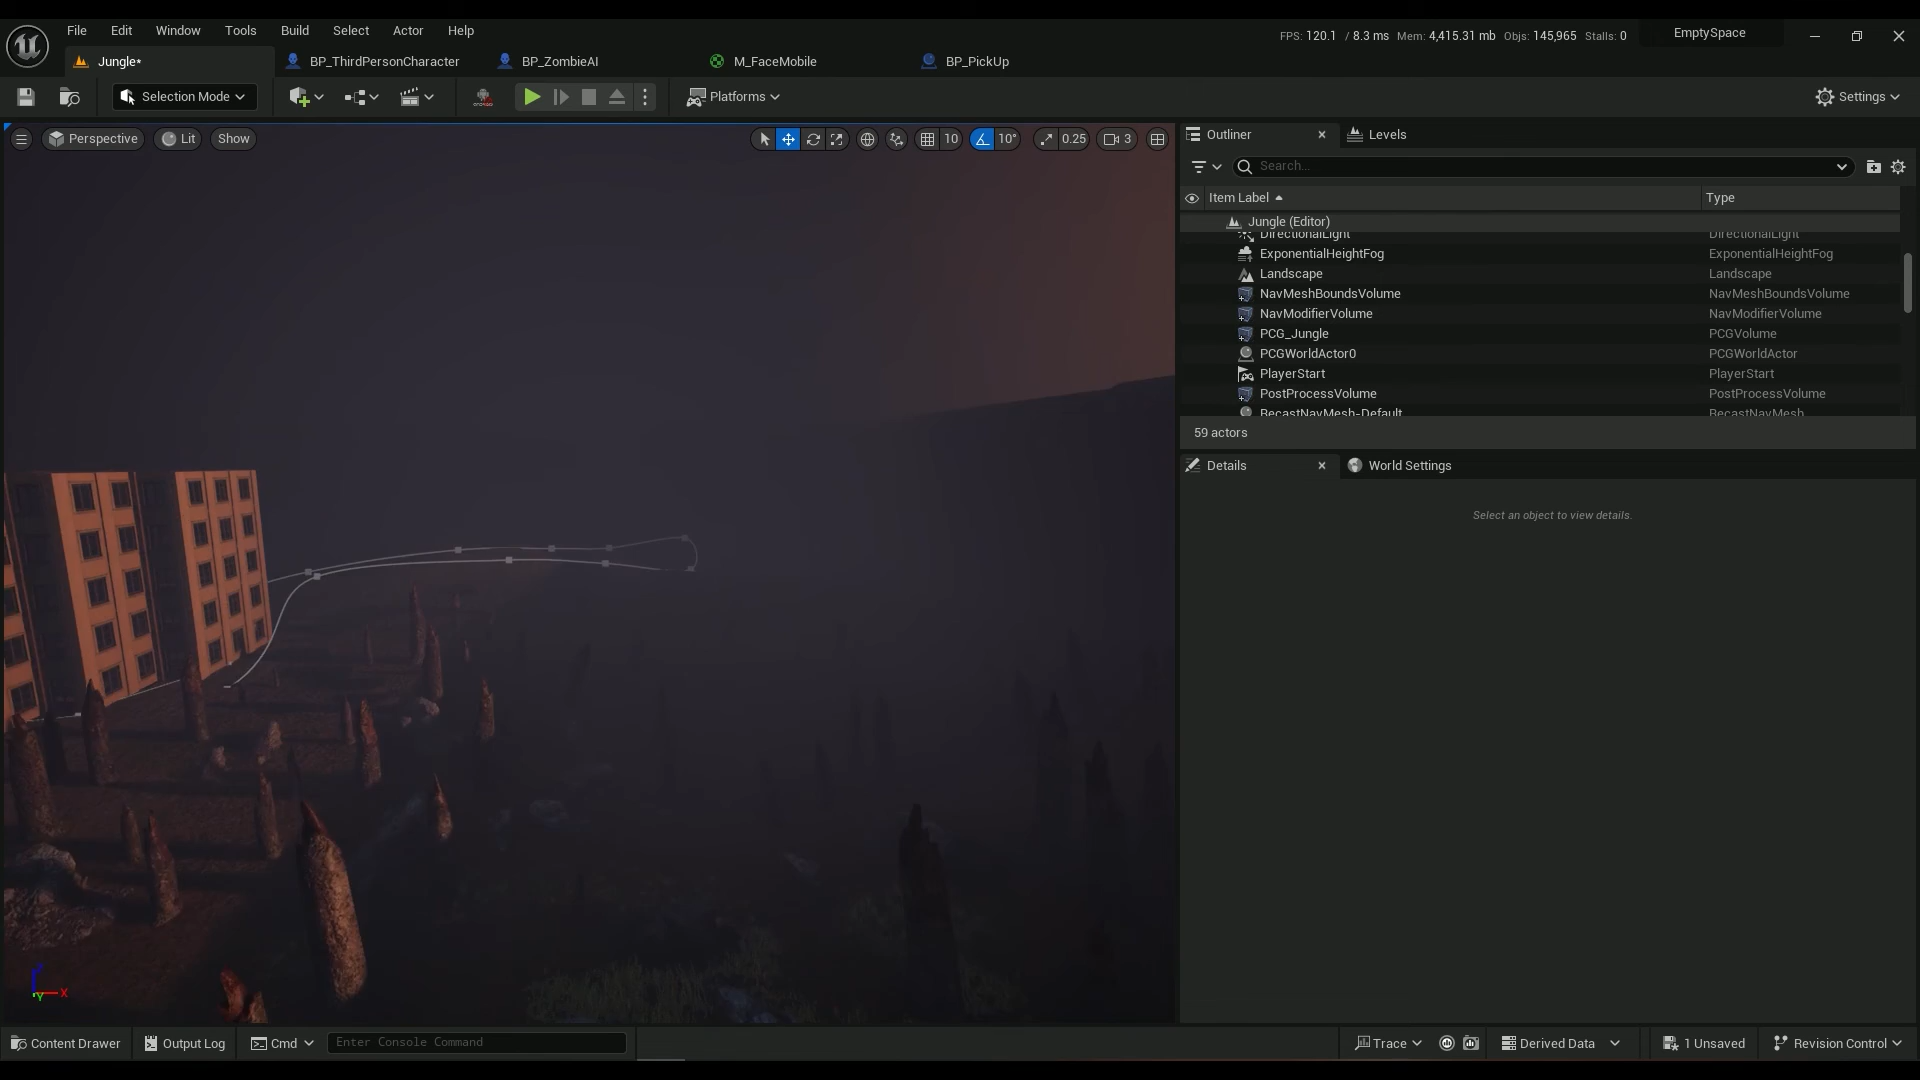 File Edit Window Tools Build Select Actor Help
FPS: 120.1 / 8.3 ms Mem: 4,415.31 mb Objs: 145,965 Stalls: 0
EmptySpace
Jungle*
BP_ThirdPersonCharacter
BP_ZombieAI
M_FaceMobile
BP_PickUp
Selection Mode
Platforms
Settings
Perspective
Lit
Show
10
10°
0.25
3
Outliner
Levels
Search...
Item Label
Type
Jungle (Editor)
DirectionalLight DirectionalLight
ExponentialHeightFog ExponentialHeightFog
Landscape Landscape
NavMeshBoundsVolume NavMeshBoundsVolume
NavModifierVolume NavModifierVolume
PCG_Jungle PCGVolume
PCGWorldActor0 PCGWorldActor
PlayerStart PlayerStart
PostProcessVolume PostProcessVolume
RecastNavMesh-Default RecastNavMesh
59 actors
Details
World Settings
Select an object to view details.
Z
X
Y
Content Drawer
Output Log
Cmd
Enter Console Command
Trace
Derived Data
1 Unsaved
Revision Control